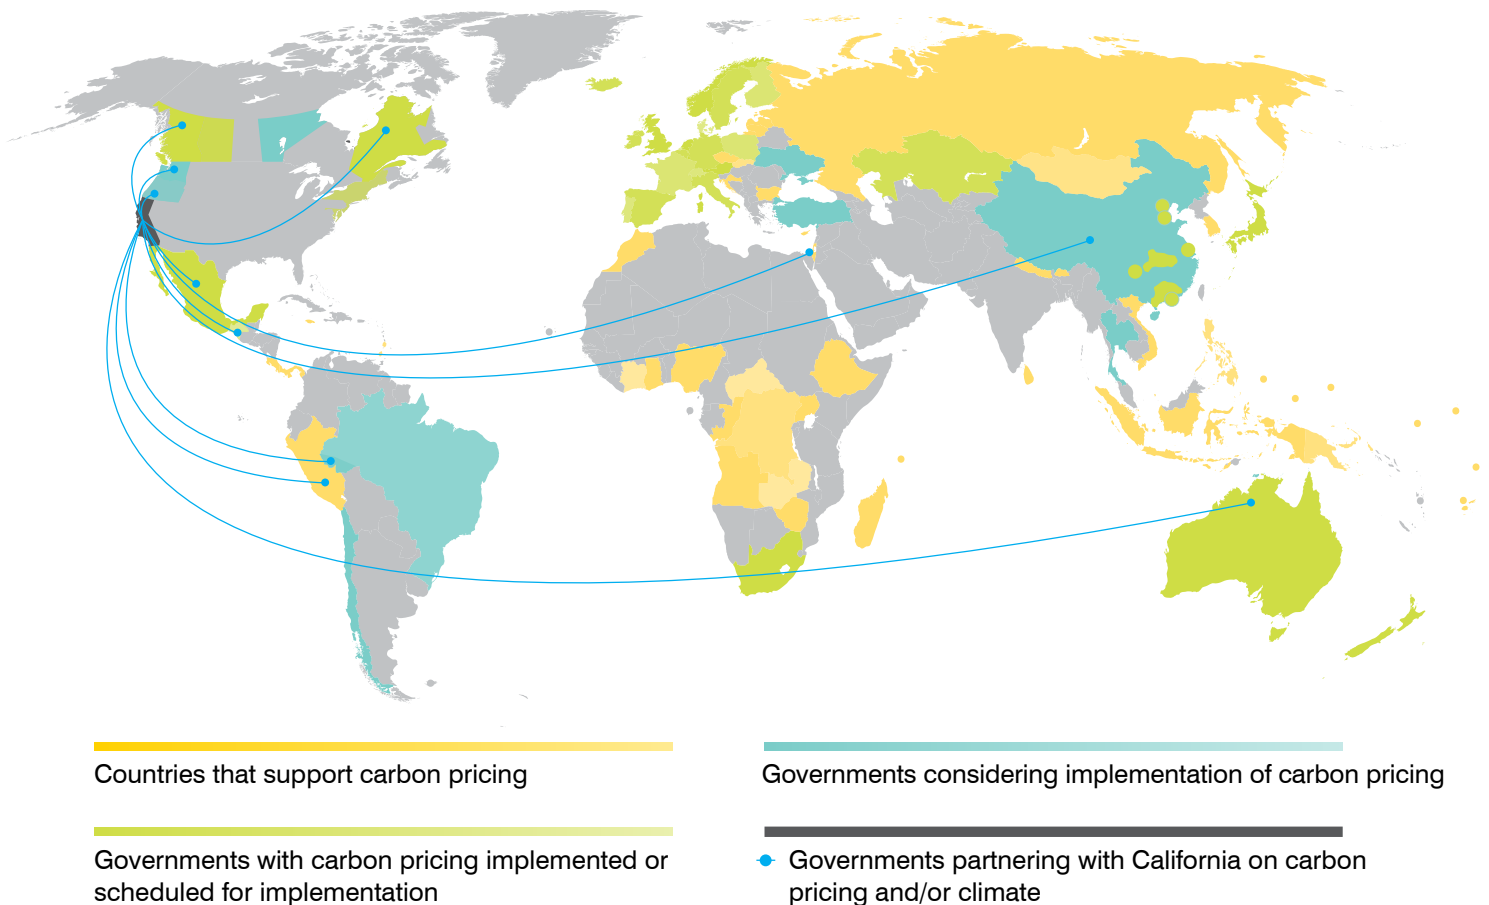 Countries that support carbon pricing
Governments considering implementation of carbon pricing
Governments with carbon pricing implemented or
scheduled for implementation
Governments partnering with California on carbon
pricing and/or climate